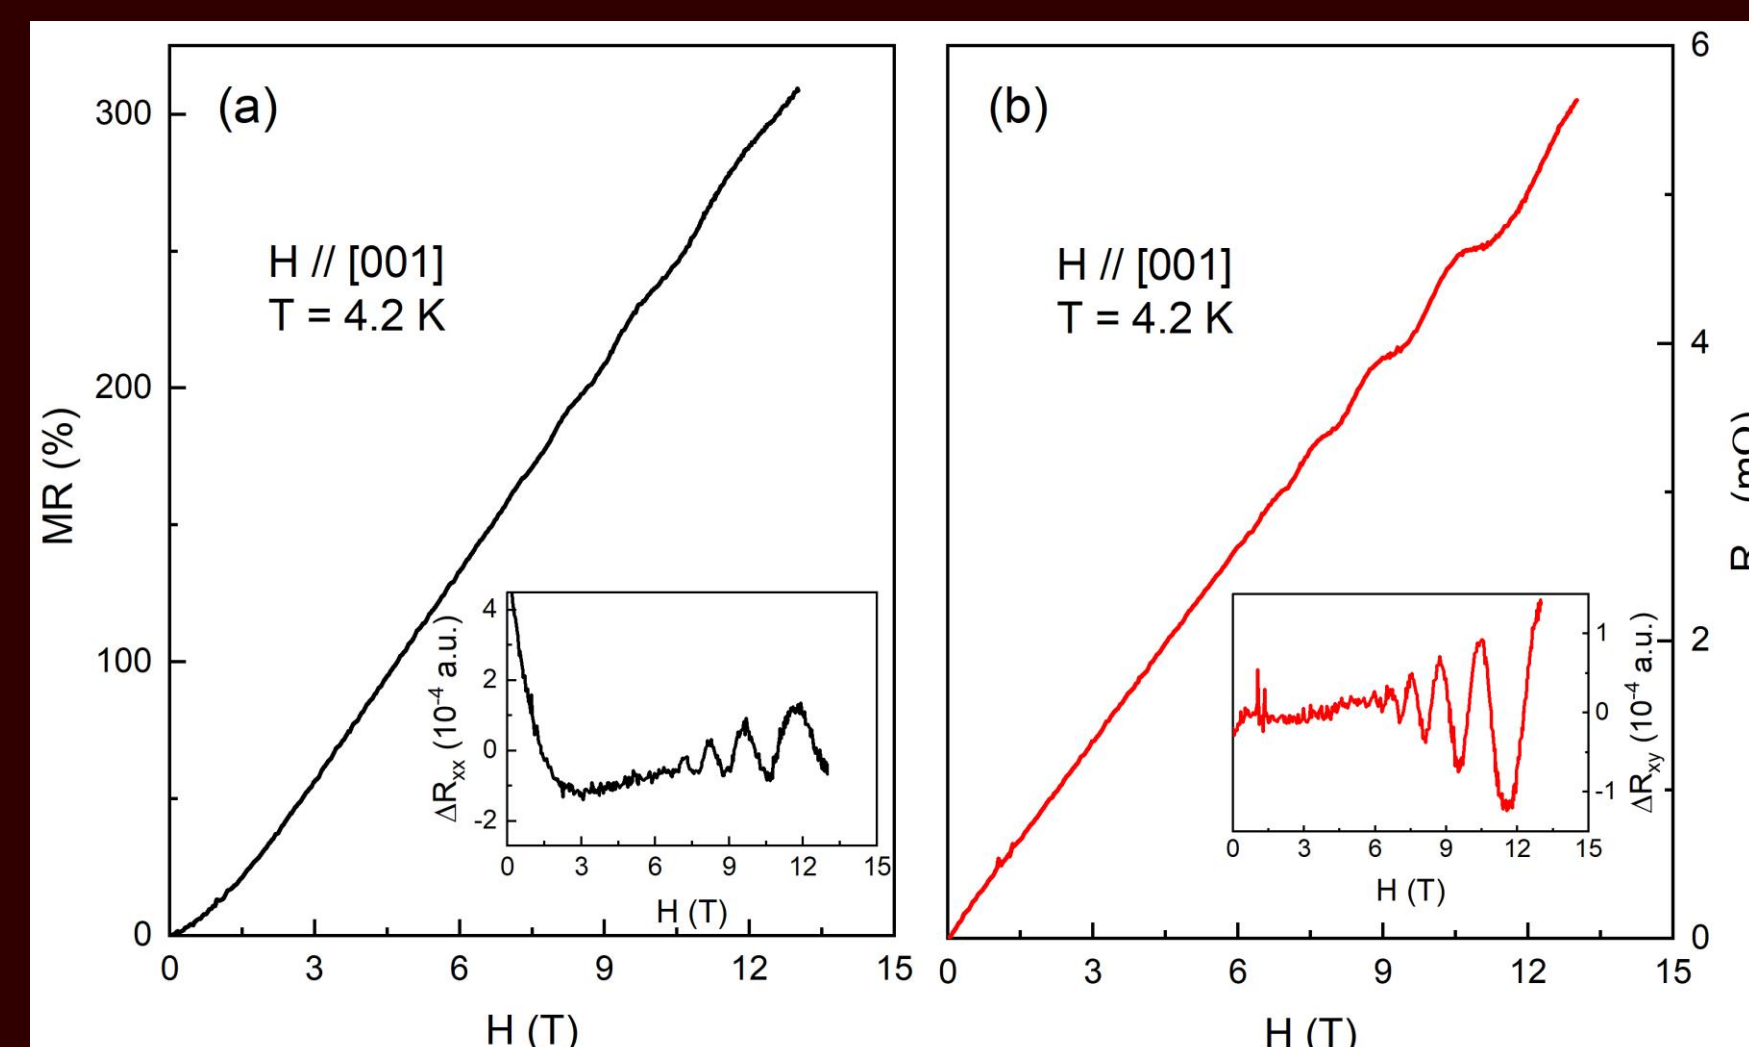 (a)
H // [001]
T = 4.2 K
MR (%)
300
200
100
0
0 3 6 9 12 15
H (T)
ΔRxx (10-4 a.u.)
4
2
0
-2
0 3 6 9 12 15
H (T)
(b)
H // [001]
T = 4.2 K
6
4
2
0
0 3 6 9 12 15
H (T)
ΔRxy (10-4 a.u.)
1
0
-1
0 3 6 9 12 15
H (T)